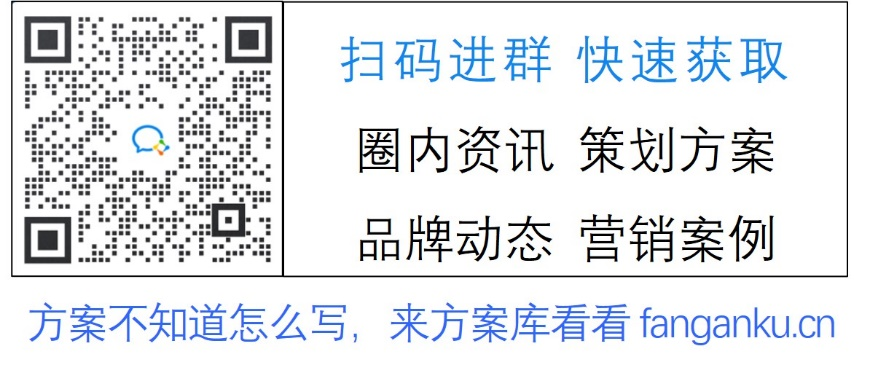 扫码进群 快速获取
圈内资讯 策划方案
品牌动态 营销案例
方案不知道怎么写，来方案库看看 fanganku.cn